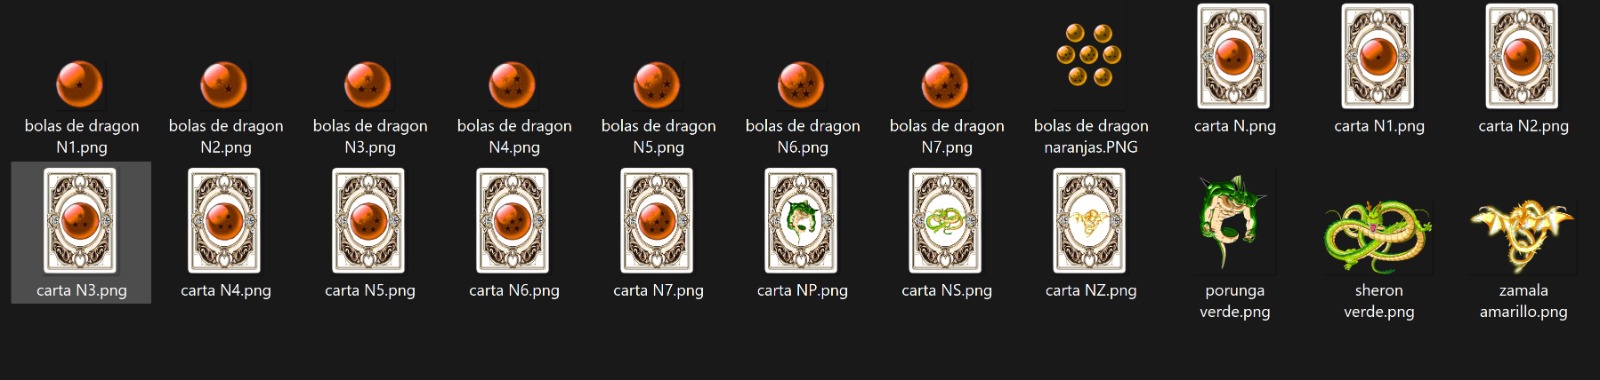 bolas de dragon
N1.png
bolas de dragon
N2.png
bolas de dragon
N3.png
bolas de dragon
N4.png
bolas de dragon
N5.png
bolas de dragon
N6.png
bolas de dragon
N7.png
bolas de dragon
naranjas.PNG
carta N.png
carta N1.png
carta N2.png
carta N3.png
carta N4.png
carta N5.png
carta N6.png
carta N7.png
carta NP.png
carta NS.png
carta NZ.png
porunga
verde.png
sheron
verde.png
zamala
amarillo.png